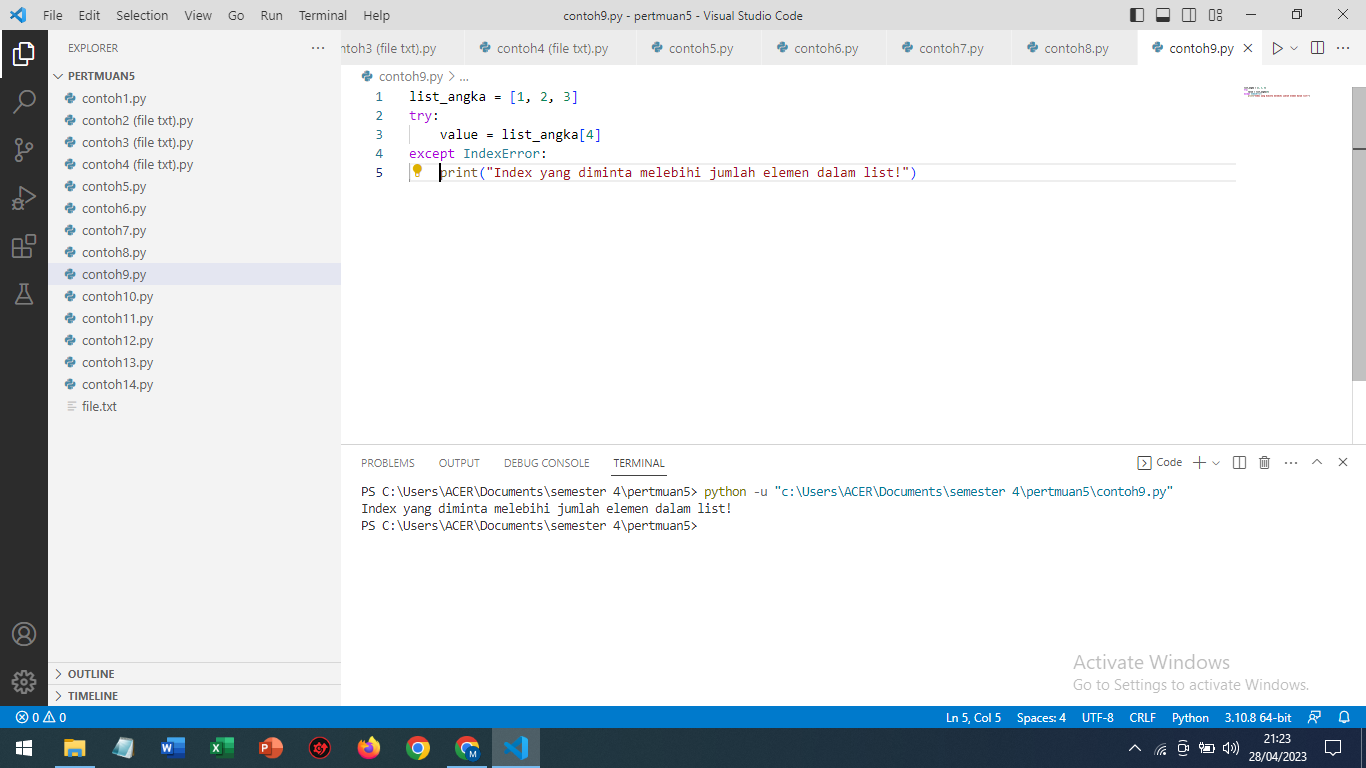 File Edit Selection View Go Run Terminal Help
contoh9.py - pertmuan5 - Visual Studio Code
EXPLORER
PERTMUAN5
contoh1.py
contoh2 (file txt).py
contoh3 (file txt).py
contoh4 (file txt).py
contoh5.py
contoh6.py
contoh7.py
contoh8.py
contoh9.py
contoh10.py
contoh11.py
contoh12.py
contoh13.py
contoh14.py
file.txt
OUTLINE
TIMELINE
ntoh3 (file txt).py contoh4 (file txt).py contoh5.py contoh6.py contoh7.py contoh8.py contoh9.py
contoh9.py > ...
1 list_angka = [1, 2, 3]
2 try:
3     value = list_angka[4]
4 except IndexError:
5     print("Index yang diminta melebihi jumlah elemen dalam list!")
PROBLEMS OUTPUT DEBUG CONSOLE TERMINAL
Code
PS C:\Users\ACER\Documents\semester 4\pertmuan5> python -u "c:\Users\ACER\Documents\semester 4\pertmuan5\contoh9.py"
Index yang diminta melebihi jumlah elemen dalam list!
PS C:\Users\ACER\Documents\semester 4\pertmuan5>
Activate Windows
Go to Settings to activate Windows.
0 0
Ln 5, Col 5 Spaces: 4 UTF-8 CRLF Python 3.10.8 64-bit
21:23
28/04/2023